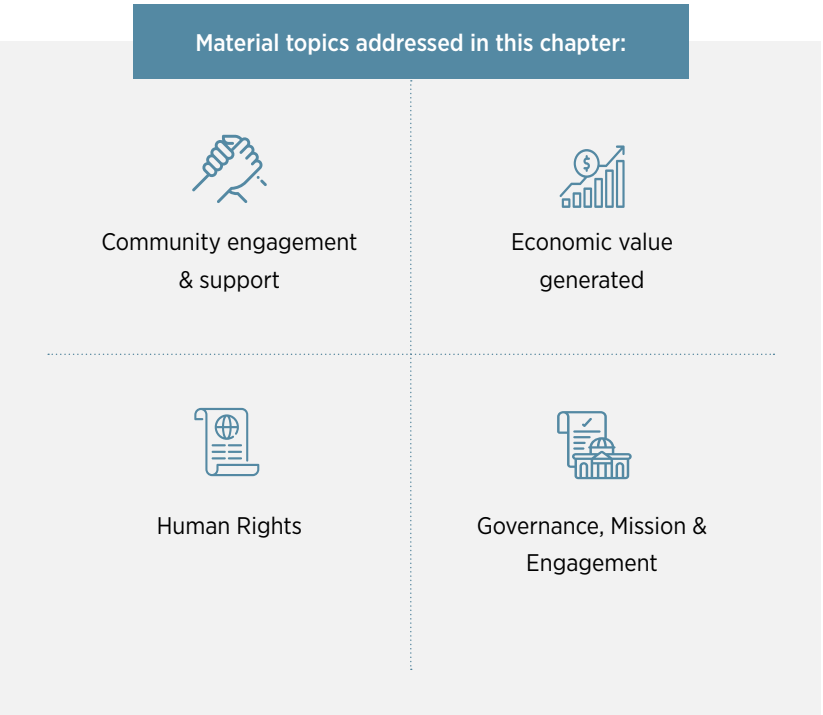 Material topics addressed in this chapter:
$
Community engagement
& support
Economic value
generated
Human Rights
Governance, Mission &
Engagement